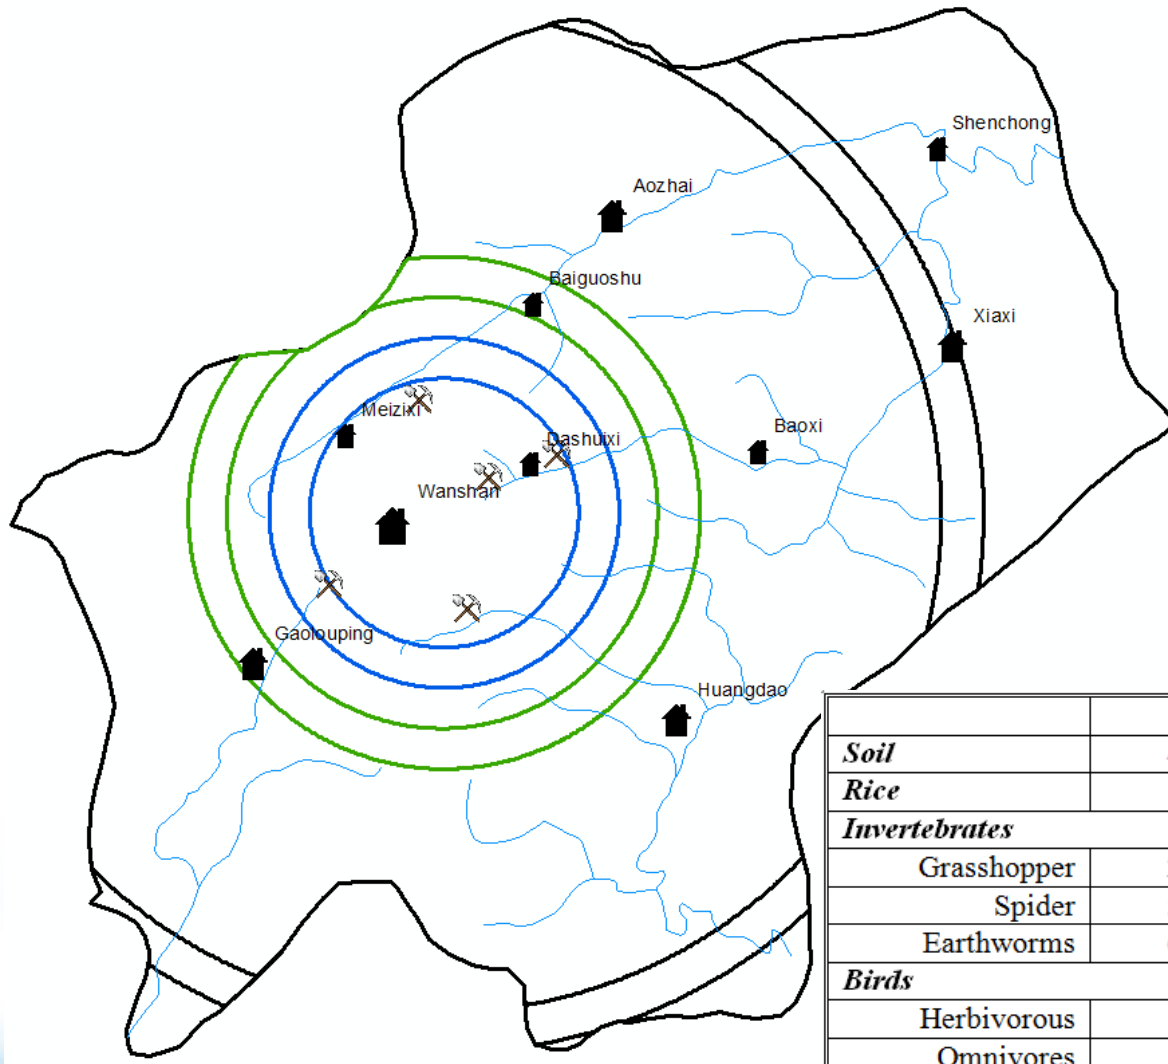 Shenchong
Aozhai
Baiguoshu
Xiaxi
Meizixi
Baoxi
Dashuixi
Wanshan
Gaolouping
Huangdao
Soil
Rice
Invertebrates
Grasshopper
Spider
Earthworms
Birds
Herbivorous
Omnivores